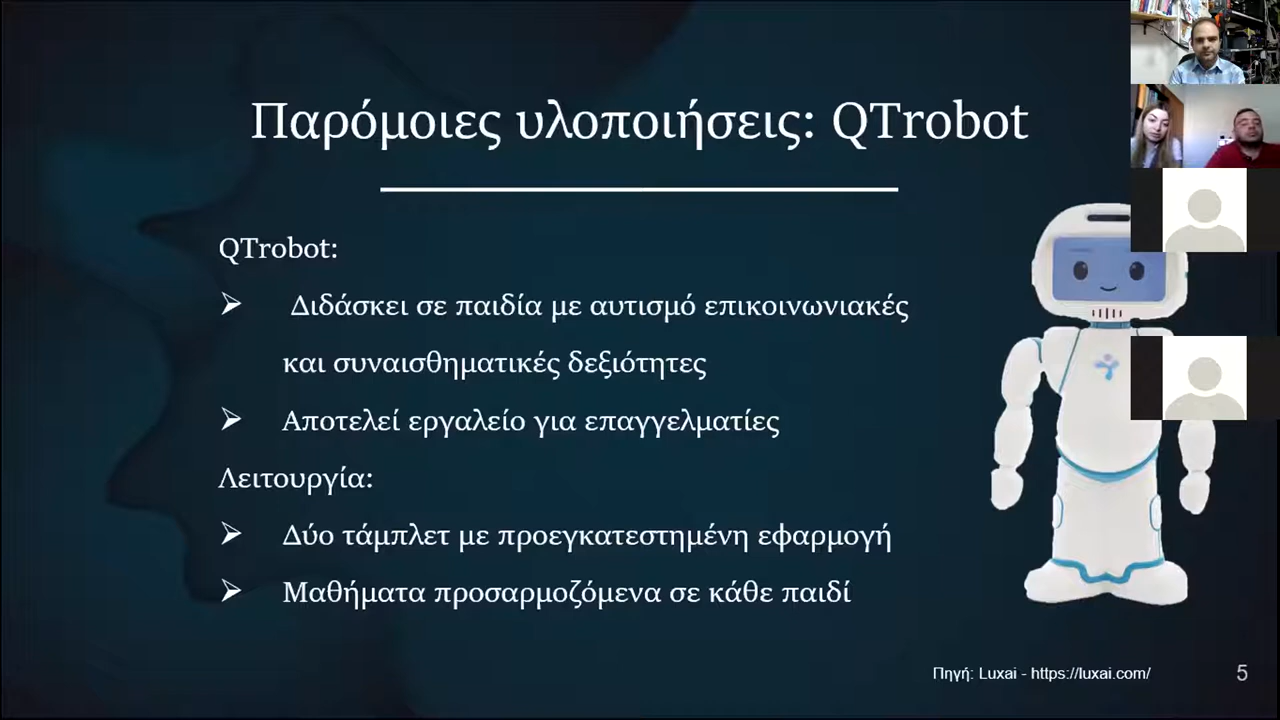 Παρόμοιες υλοποιήσεις: QTrobot
QTrobot:
➢ Διδάσκει σε παιδία με αυτισμό επικοινωνιακές
και συναισθηματικές δεξιότητες
➢ Αποτελεί εργαλείο για επαγγελματίες
Λειτουργία:
➢ Δύο τάμπλετ με προεγκατεστημένη εφαρμογή
➢ Μαθήματα προσαρμοζόμενα σε κάθε παιδί
Πηγή: Luxai - https://luxai.com/
5